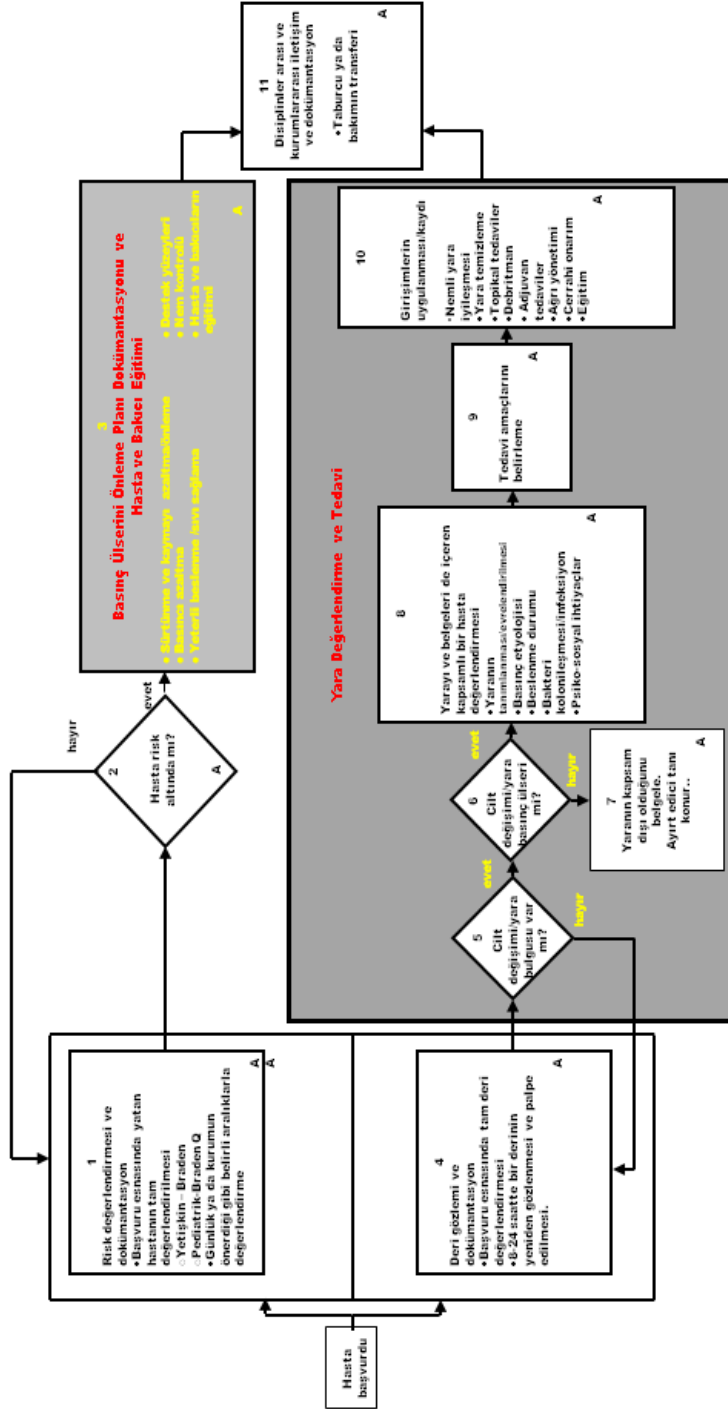 Hasta
başvurdu
1
Risk değerlendirmesi ve
dokümantasyon
•Başvuru esnasında yatan
hastanın tam
değerlendirilmesi
○Yetişkin – Braden
○Pediatrik-Braden Q
•Günlük ya da kurumun
önerdiği gibi belirli aralıklarla
değerlendirme
A
A
2
Hasta risk
altında mı?
A
hayır
evet
3
Basınç Ülserini Önleme Planı Dokümantasyonu ve
Hasta ve Bakıcı Eğitimi
• Sürtünme ve kaymayı azaltma/önleme
• Basıncı azaltma
• Yeterli beslenme /sıvı sağlama
• Destek yüzeyleri
• Nem kontrolü
• Hasta ve bakıcıların
eğitimi
A
4
Deri gözlemi ve
dokümantasyon
•Başvuru esnasında tam deri
değerlendirmesi
•8-24 saatte bir derinin
yeniden gözlenmesi ve palpe
edilmesi.
A
Yara Değerlendirme ve Tedavi
5
Cilt
değişimi/yara
bulgusu var
mı?
evet
hayır
6
Cilt
değişimi/yara
basınç ülseri
mi?
evet
hayır
7
Yaranın kapsam
dışı olduğunu
belgele.
Ayırt edici tanı
konur..
A
8
Yarayı ve belgeleri de içeren
kapsamlı bir hasta
değerlendirmesi
•Yaranın
tanımlanması/evrelendirilmesi
•Basınç etyolojisi
•Beslenme durumu
•Bakteri
kolonileşmesi/infeksiyon
•Psiko-sosyal ihtiyaçlar
A
9
Tedavi amaçlarını
belirleme
A
10
Girişimlerin
uygulanması/kaydı
•Nemli yara
iyileşmesi
•Yara temizleme
•Topikal tedaviler
•Debritman
• Adjuvan
tedaviler
•Ağrı yönetimi
•Cerrahi onarım
•Eğitim
A
11
Disiplinler arası ve
kurumlararası iletişim
ve dokümantasyon
•Taburcu ya da
bakımın transferi
A